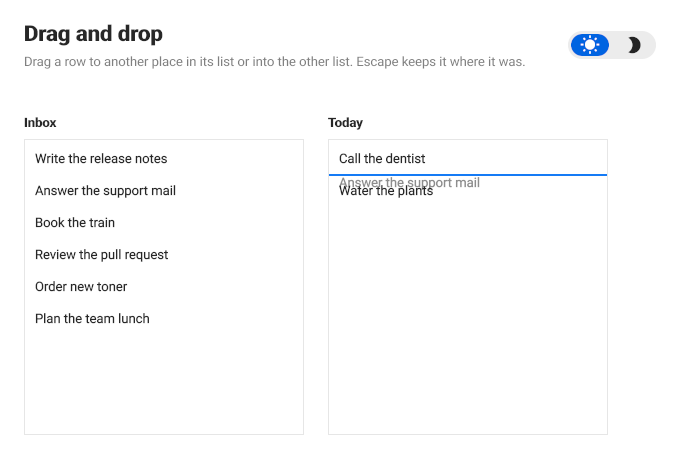 Drag and drop
Drag a row to another place in its list or into the other list. Escape keeps it where it was.
Inbox
Write the release notes
Answer the support mail
Book the train
Review the pull request
Order new toner
Plan the team lunch
Today
Call the dentist
Answer the support mail
Water the plants